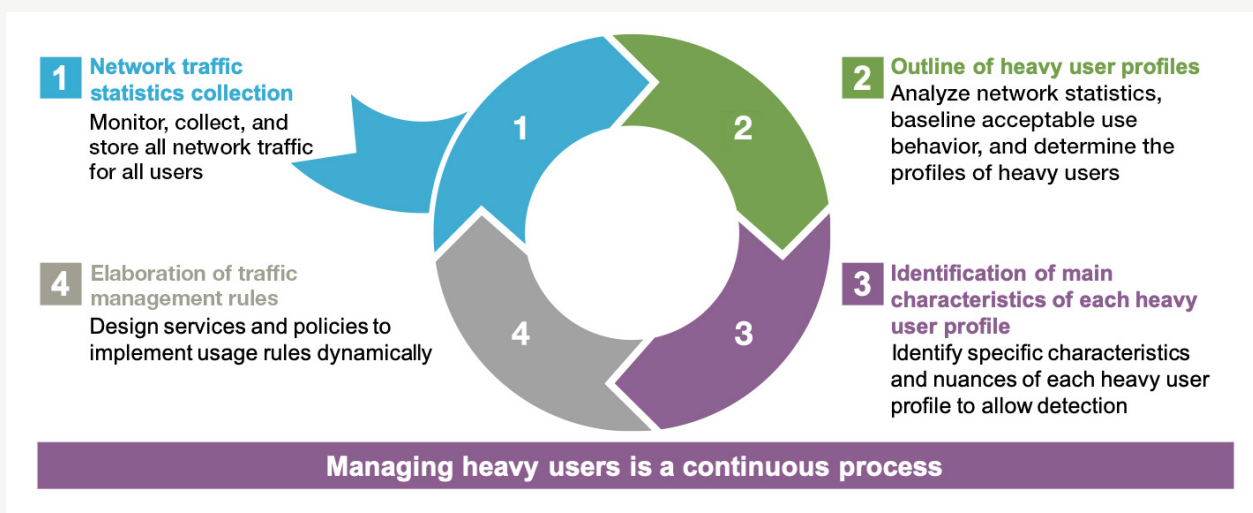 1
Network traffic
statistics collection
Monitor, collect, and
store all network traffic
for all users
2
Outline of heavy user profiles
Analyze network statistics,
baseline acceptable use
behavior, and determine the
profiles of heavy users
3
Identification of main
characteristics of each heavy
user profile
Identify specific characteristics
and nuances of each heavy user
profile to allow detection
4
Elaboration of traffic
management rules
Design services and policies to
implement usage rules dynamically
1
2
3
4
Managing heavy users is a continuous process